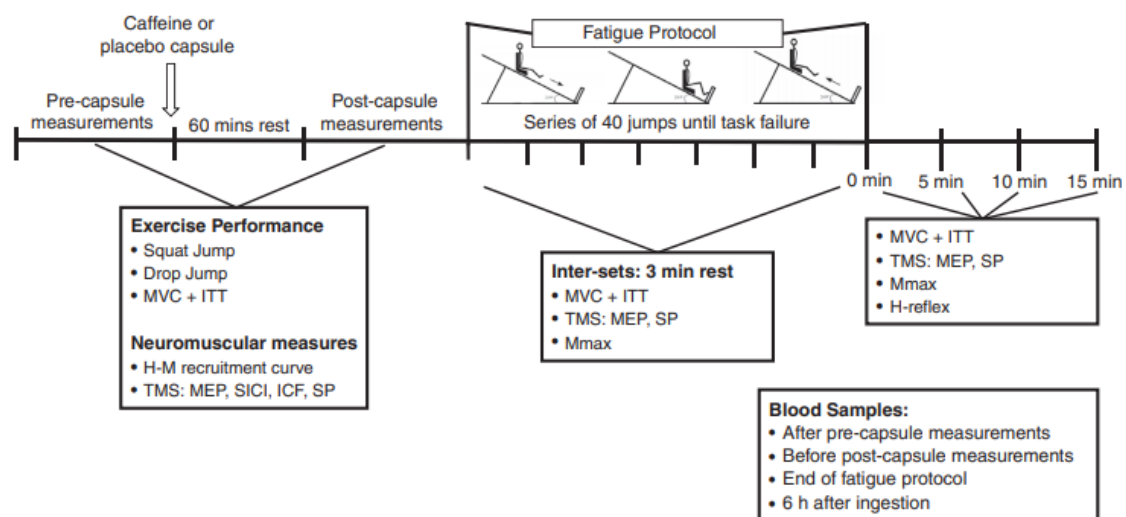 Caffeine or
placebo capsule
Fatigue Protocol
Pre-capsule
measurements
60 mins rest
Post-capsule
measurements
Series of 40 jumps until task failure
0 min
5 min
10 min
15 min
Exercise Performance
• Squat Jump
• Drop Jump
• MVC + ITT
Neuromuscular measures
• H-M recruitment curve
• TMS: MEP, SICI, ICF, SP
Inter-sets: 3 min rest
• MVC + ITT
• TMS: MEP, SP
• Mmax
• MVC + ITT
• TMS: MEP, SP
• Mmax
• H-reflex
Blood Samples:
• After pre-capsule measurements
• Before post-capsule measurements
• End of fatigue protocol
• 6 h after ingestion